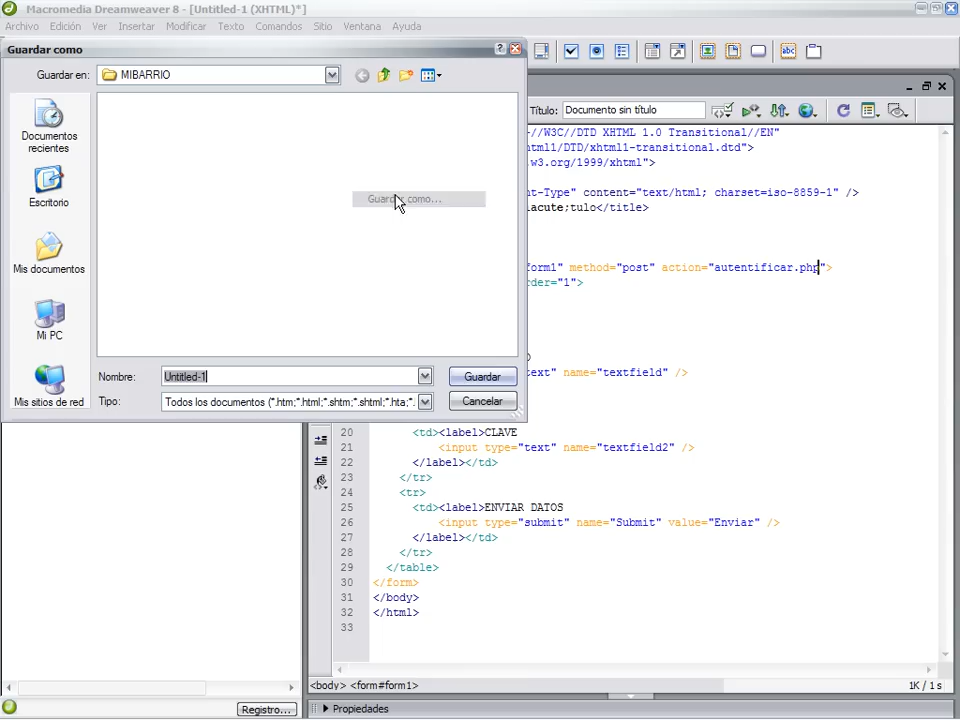 Macromedia Dreamweaver 8 - [Untitled-1 (XHTML)*]
Archivo Edición Ver Insertar Modificar Texto Comandos Sitio Ventana Ayuda
Guardar como
Guardar en: MIBARRIO
Documentos recientes
Escritorio
Mis documentos
Mi PC
Mis sitios de red
Guardar como...
Nombre: Untitled-1
Guardar
Tipo: Todos los documentos (*.htm;*.html;*.shtm;*.shtml;*.hta;*.
Cancelar
Título: Documento sin título
//W3C//DTD XHTML 1.0 Transitional//EN"
html1/DTD/xhtml1-transitional.dtd">
w3.org/1999/xhtml">
nt-Type" content="text/html; charset=iso-8859-1" />
iacute;tulo</title>
form1" method="post" action="autentificar.php">
rder="1">
ext" name="textfield" />
20 <td><label>CLAVE
21 <input type="text" name="textfield2" />
22 </label></td>
23 </tr>
24 <tr>
25 <td><label>ENVIAR DATOS
26 <input type="submit" name="Submit" value="Enviar" />
27 </label></td>
28 </tr>
29 </table>
30 </form>
31 </body>
32 </html>
33
<body> <form#form1> 1K / 1 s
Registro...
Propiedades